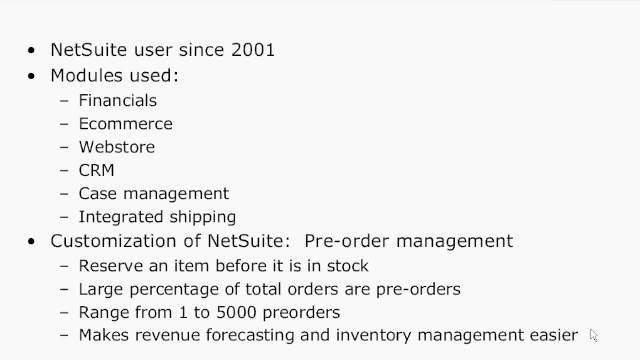 • NetSuite user since 2001
• Modules used:
– Financials
– Ecommerce
– Webstore
– CRM
– Case management
– Integrated shipping
• Customization of NetSuite: Pre-order management
– Reserve an item before it is in stock
– Large percentage of total orders are pre-orders
– Range from 1 to 5000 preorders
– Makes revenue forecasting and inventory management easier